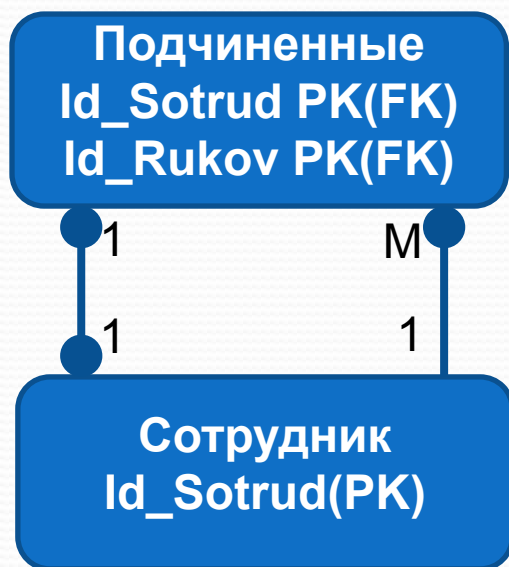 Подчиненные
Id_Sotrud PK(FK)
Id_Rukov PK(FK)
1 M
1 1
Сотрудник
Id_Sotrud(PK)